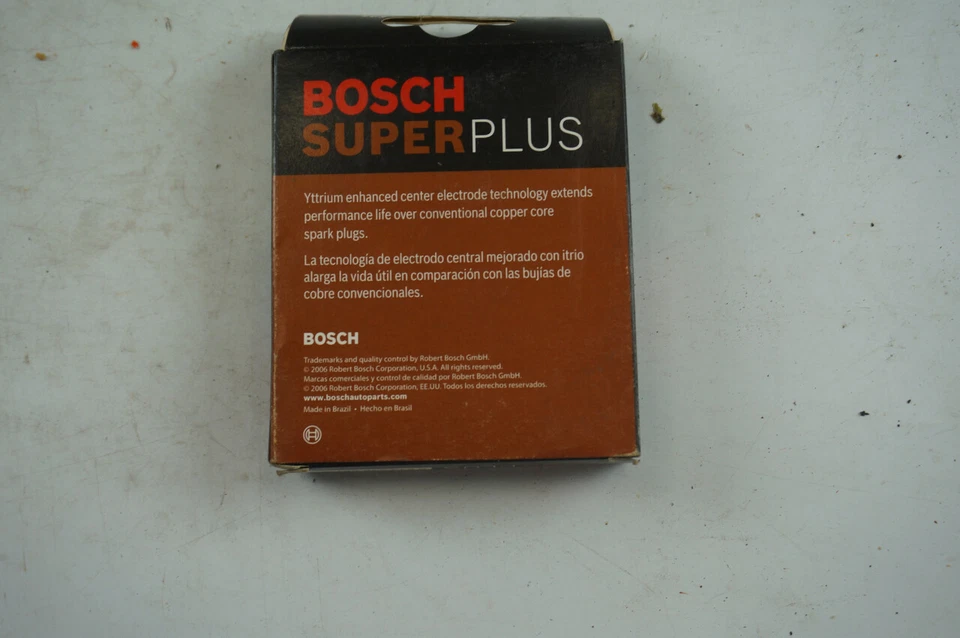 BOSCH
SUPERPLUS
Yttrium enhanced center electrode technology extends
performance life over conventional copper core
spark plugs.
La tecnología de electrodo central mejorado con itrio
alarga la vida útil en comparación con las bujías de
cobre convencionales.
BOSCH
Trademarks and quality control by Robert Bosch GmbH.
© 2006 Robert Bosch Corporation, U.S.A. All rights reserved.
Marcas comerciales y control de calidad por Robert Bosch GmbH.
© 2006 Robert Bosch Corporation, EE.UU. Todos los derechos reservados.
www.boschautoparts.com
Made in Brazil • Hecho en Brasil